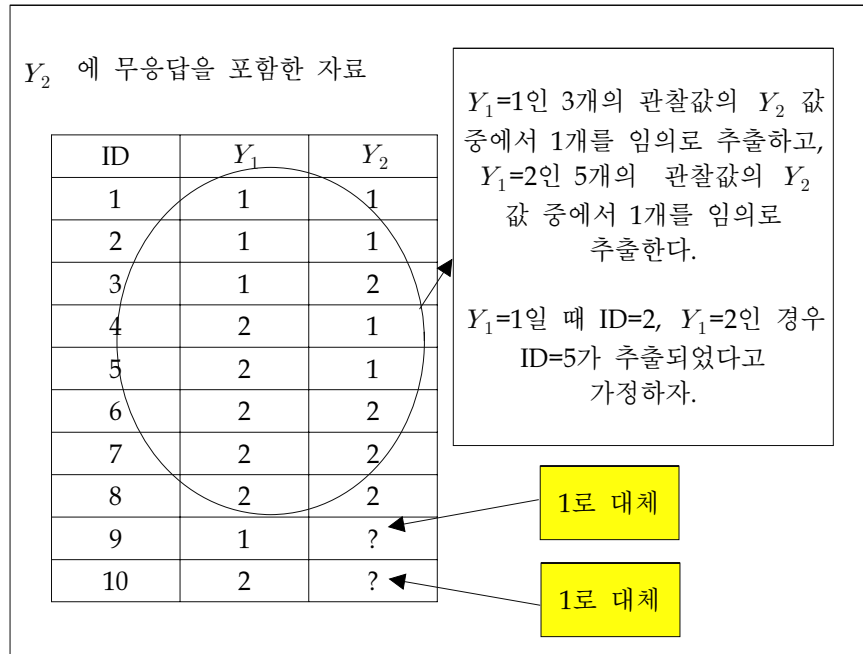 Y₂ 에 무응답을 포함한 자료
ID Y₁ Y₂
1 1 1
2 1 1
3 1 2
4 2 1
5 2 1
6 2 2
7 2 2
8 2 2
9 1 ?
10 2 ?
Y₁=1인 3개의 관찰값의 Y₂ 값
중에서 1개를 임의로 추출하고,
Y₁=2인 5개의 관찰값의 Y₂
값 중에서 1개를 임의로
추출한다.
Y₁=1일 때 ID=2, Y₁=2인 경우
ID=5가 추출되었다고
가정하자.
1로 대체
1로 대체